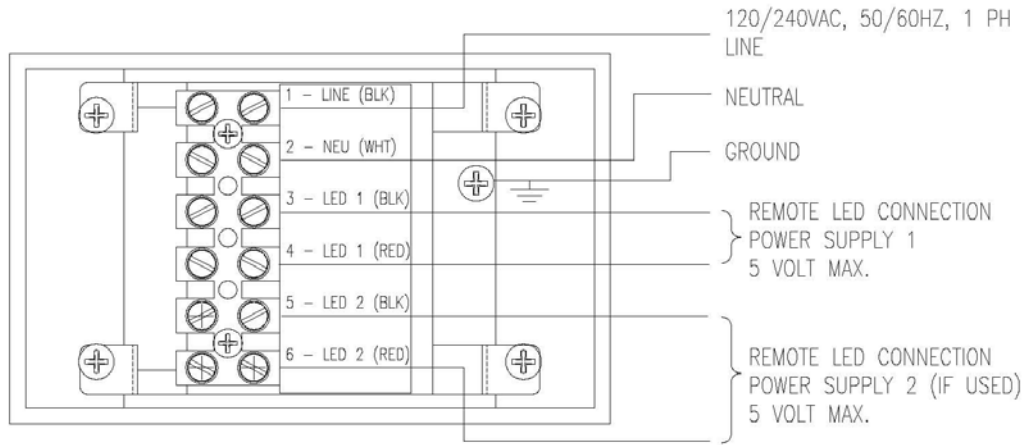 120/240VAC, 50/60HZ, 1 PH
LINE
1 – LINE (BLK)
NEUTRAL
2 – NEU (WHT)
GROUND
3 – LED 1 (BLK)
REMOTE LED CONNECTION
POWER SUPPLY 1
5 VOLT MAX.
4 – LED 1 (RED)
5 – LED 2 (BLK)
6 – LED 2 (RED)
REMOTE LED CONNECTION
POWER SUPPLY 2 (IF USED)
5 VOLT MAX.